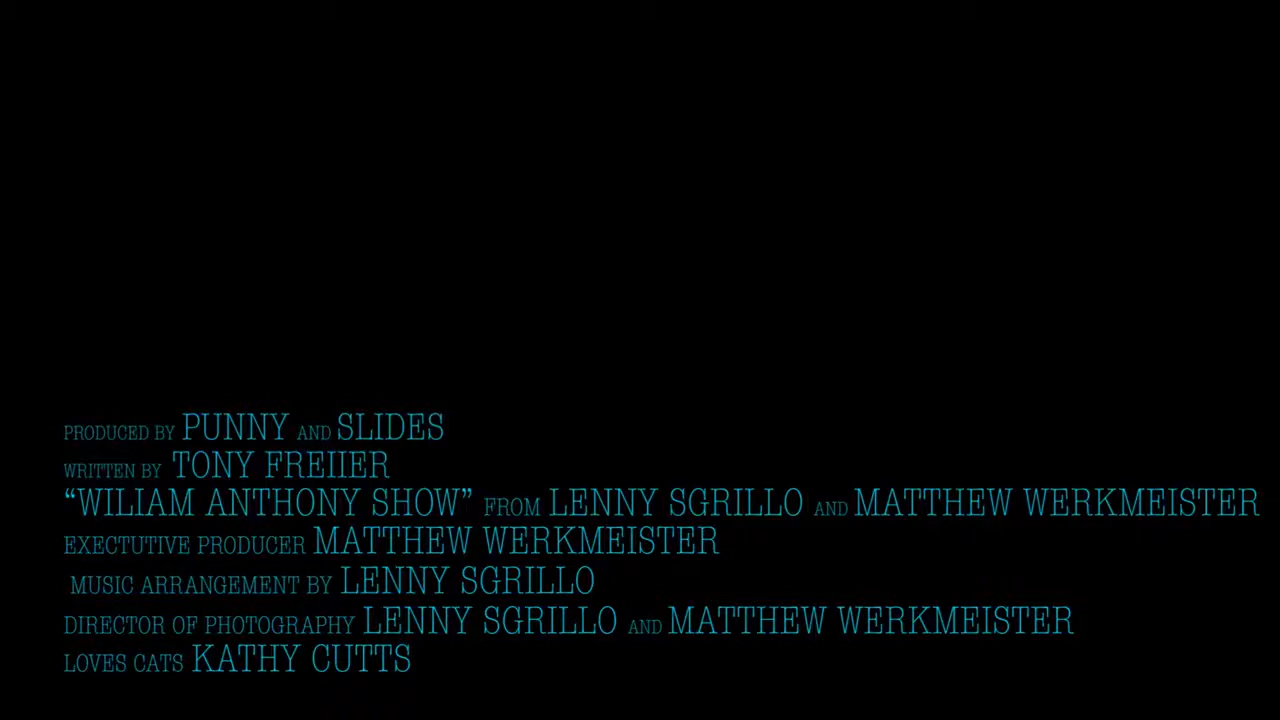 PRODUCED BY PUNNY AND SLIDES
WRITTEN BY TONY FREIIER
“WILIAM ANTHONY SHOW” FROM LENNY SGRILLO AND MATTHEW WERKMEISTER
EXECTUTIVE PRODUCER MATTHEW WERKMEISTER
MUSIC ARRANGEMENT BY LENNY SGRILLO
DIRECTOR OF PHOTOGRAPHY LENNY SGRILLO AND MATTHEW WERKMEISTER
LOVES CATS KATHY CUTTS